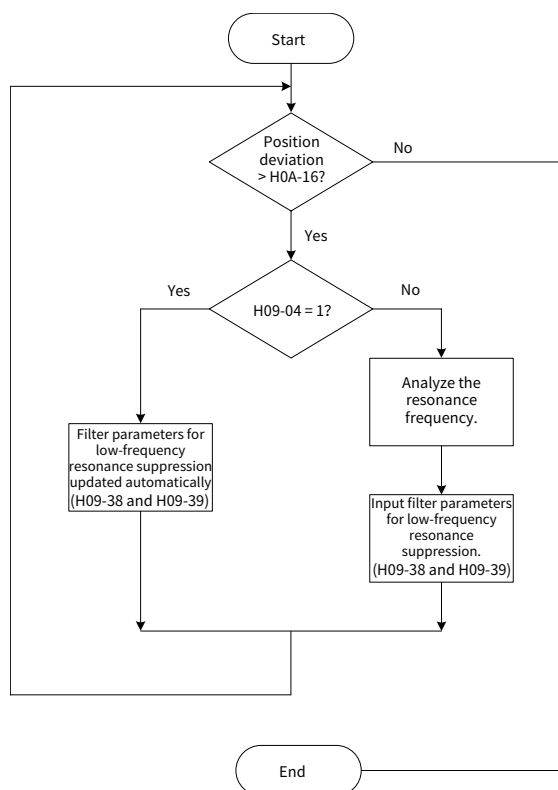 Start
Position
deviation
> H0A-16?
No
Yes
Yes
H09-04 = 1?
No
Analyze the
resonance
frequency.
Filter parameters for
low-frequency
resonance suppression
updated automatically
(H09-38 and H09-39)
Input filter parameters
for low-frequency
resonance
suppression.
(H09-38 and H09-39)
End